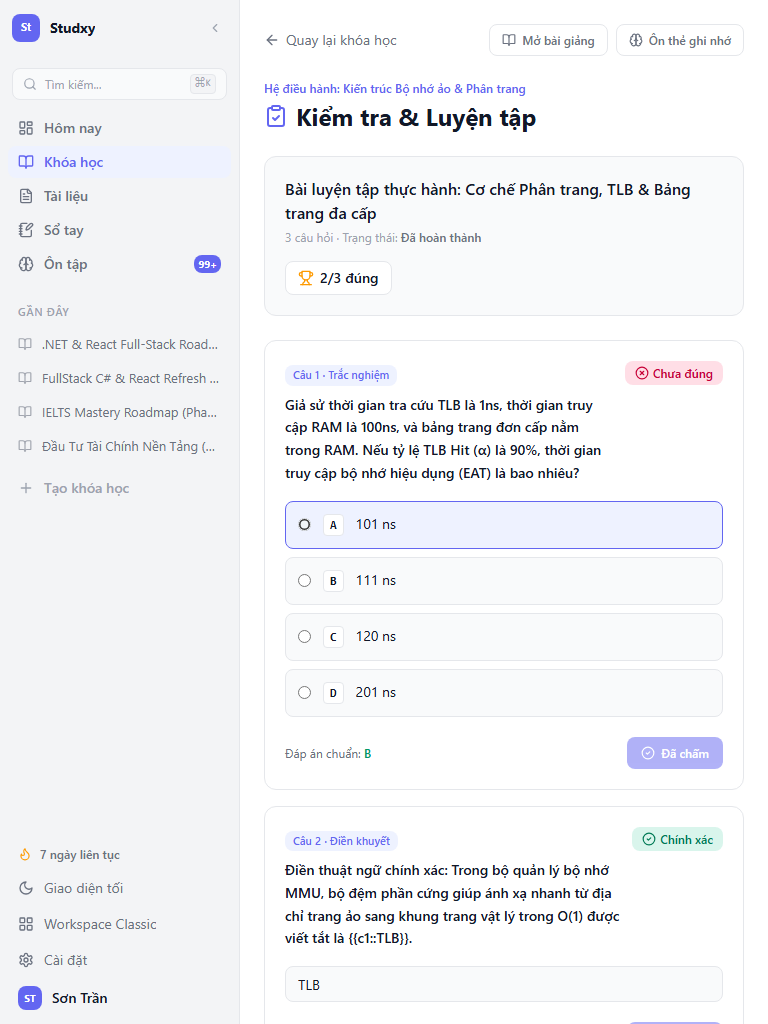 St Studxy
Tìm kiếm... ⌘K
Hôm nay
Khóa học
Tài liệu
Sổ tay
Ôn tập 99+
GẦN ĐÂY
.NET & React Full-Stack Road...
FullStack C# & React Refresh ...
IELTS Mastery Roadmap (Pha...
Đầu Tư Tài Chính Nền Tảng (...
Tạo khóa học
7 ngày liên tục
Giao diện tối
Workspace Classic
Cài đặt
ST Sơn Trần
Quay lại khóa học
Mở bài giảng
Ôn thẻ ghi nhớ
Hệ điều hành: Kiến trúc Bộ nhớ ảo & Phân trang
Kiểm tra & Luyện tập
Bài luyện tập thực hành: Cơ chế Phân trang, TLB & Bảng
trang đa cấp
3 câu hỏi · Trạng thái: Đã hoàn thành
2/3 đúng
Câu 1 · Trắc nghiệm
Chưa đúng
Giả sử thời gian tra cứu TLB là 1ns, thời gian truy
cập RAM là 100ns, và bảng trang đơn cấp nằm
trong RAM. Nếu tỷ lệ TLB Hit (α) là 90%, thời gian
truy cập bộ nhớ hiệu dụng (EAT) là bao nhiêu?
A 101 ns
B 111 ns
C 120 ns
D 201 ns
Đáp án chuẩn: B
Đã chấm
Câu 2 · Điền khuyết
Chính xác
Điền thuật ngữ chính xác: Trong bộ quản lý bộ nhớ
MMU, bộ đệm phần cứng giúp ánh xạ nhanh từ địa
chỉ trang ảo sang khung trang vật lý trong O(1) được
viết tắt là {{c1::TLB}}.
TLB